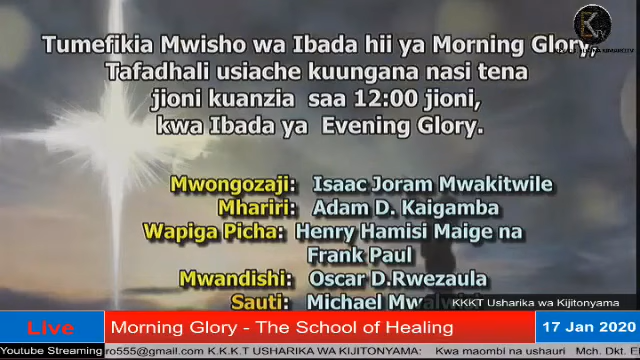 Tumefikia Mwisho wa Ibada hii ya Morning Glory,
Tafadhali usiache kuungana nasi tena
jioni kuanzia saa 12:00 jioni,
kwa Ibada ya Evening Glory.
Mwongozaji: Isaac Joram Mwakitwile
Mhariri: Adam D. Kaigamba
Wapiga Picha: Henry Hamisi Maige na
Frank Paul
Mwandishi: Oscar D.Rwezaula
Sauti: Michael
KKKT Usharika wa Kijitonyama
Live Morning Glory - The School of Healing 17 Jan 2020
Youtube Streaming ro555@gmail.com K.K.K.T USHARIKA WA KIJITONYAMA: Kwa maombi na ushauri Mch. Dkt.